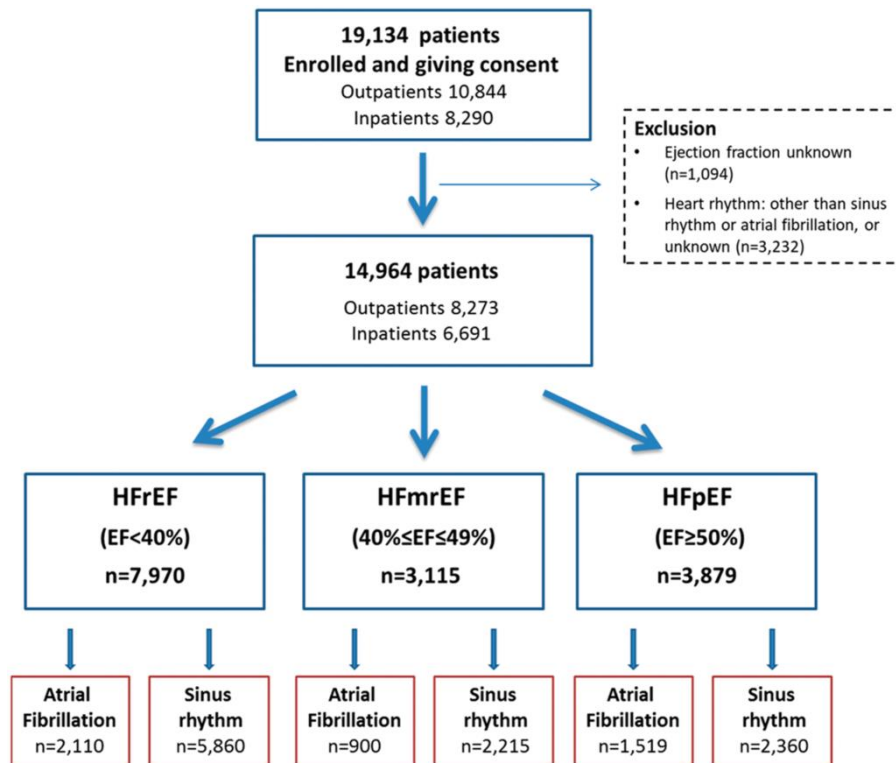 19,134 patients
Enrolled and giving consent
Outpatients 10,844
Inpatients 8,290
Exclusion
• Ejection fraction unknown
(n=1,094)
• Heart rhythm: other than sinus
rhythm or atrial fibrillation, or
unknown (n=3,232)
14,964 patients
Outpatients 8,273
Inpatients 6,691
HFrEF
(EF<40%)
n=7,970
HFmrEF
(40%≤EF≤49%)
n=3,115
HFpEF
(EF≥50%)
n=3,879
Atrial
Fibrillation
n=2,110
Sinus
rhythm
n=5,860
Atrial
Fibrillation
n=900
Sinus
rhythm
n=2,215
Atrial
Fibrillation
n=1,519
Sinus
rhythm
n=2,360